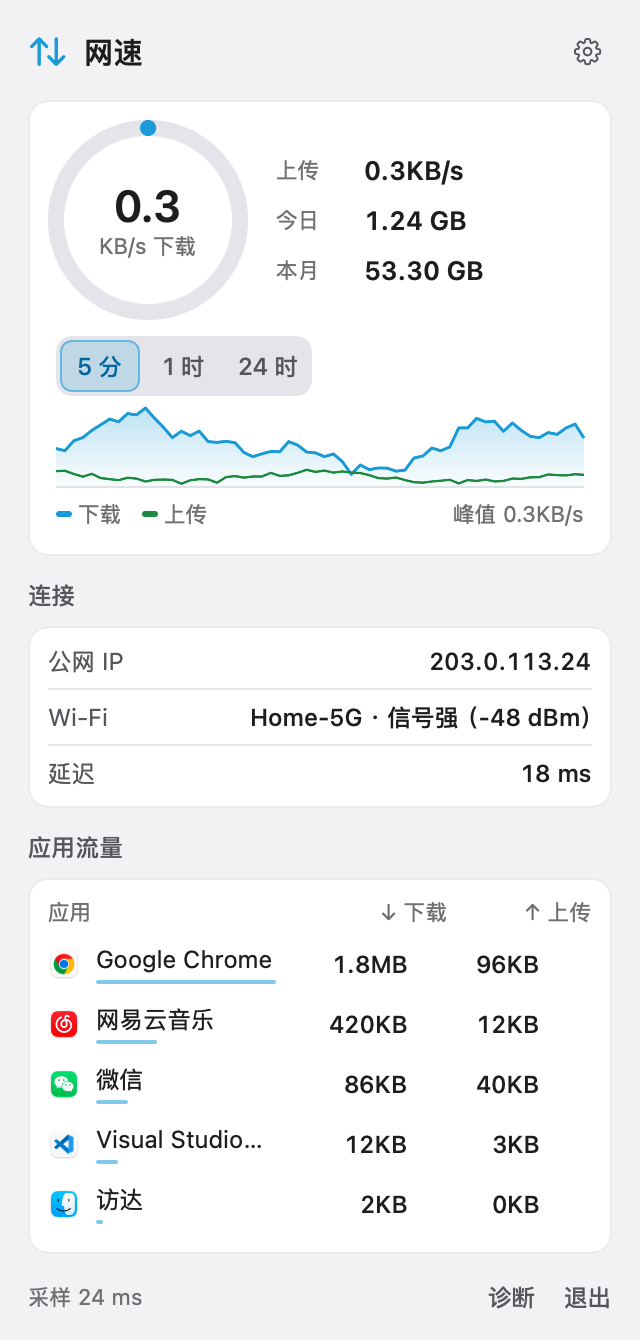 网速
0.3
KB/s 下载
上传 0.3KB/s
今日 1.24 GB
本月 53.30 GB
5 分 1 时 24 时
下载 上传 峰值 0.3KB/s
连接
公网 IP 203.0.113.24
Wi-Fi Home-5G · 信号强 (-48 dBm)
延迟 18 ms
应用流量
应用 ↓ 下载 ↑ 上传
Google Chrome 1.8MB 96KB
网易云音乐 420KB 12KB
微信 86KB 40KB
Visual Studio... 12KB 3KB
访达 2KB 0KB
采样 24 ms 诊断 退出